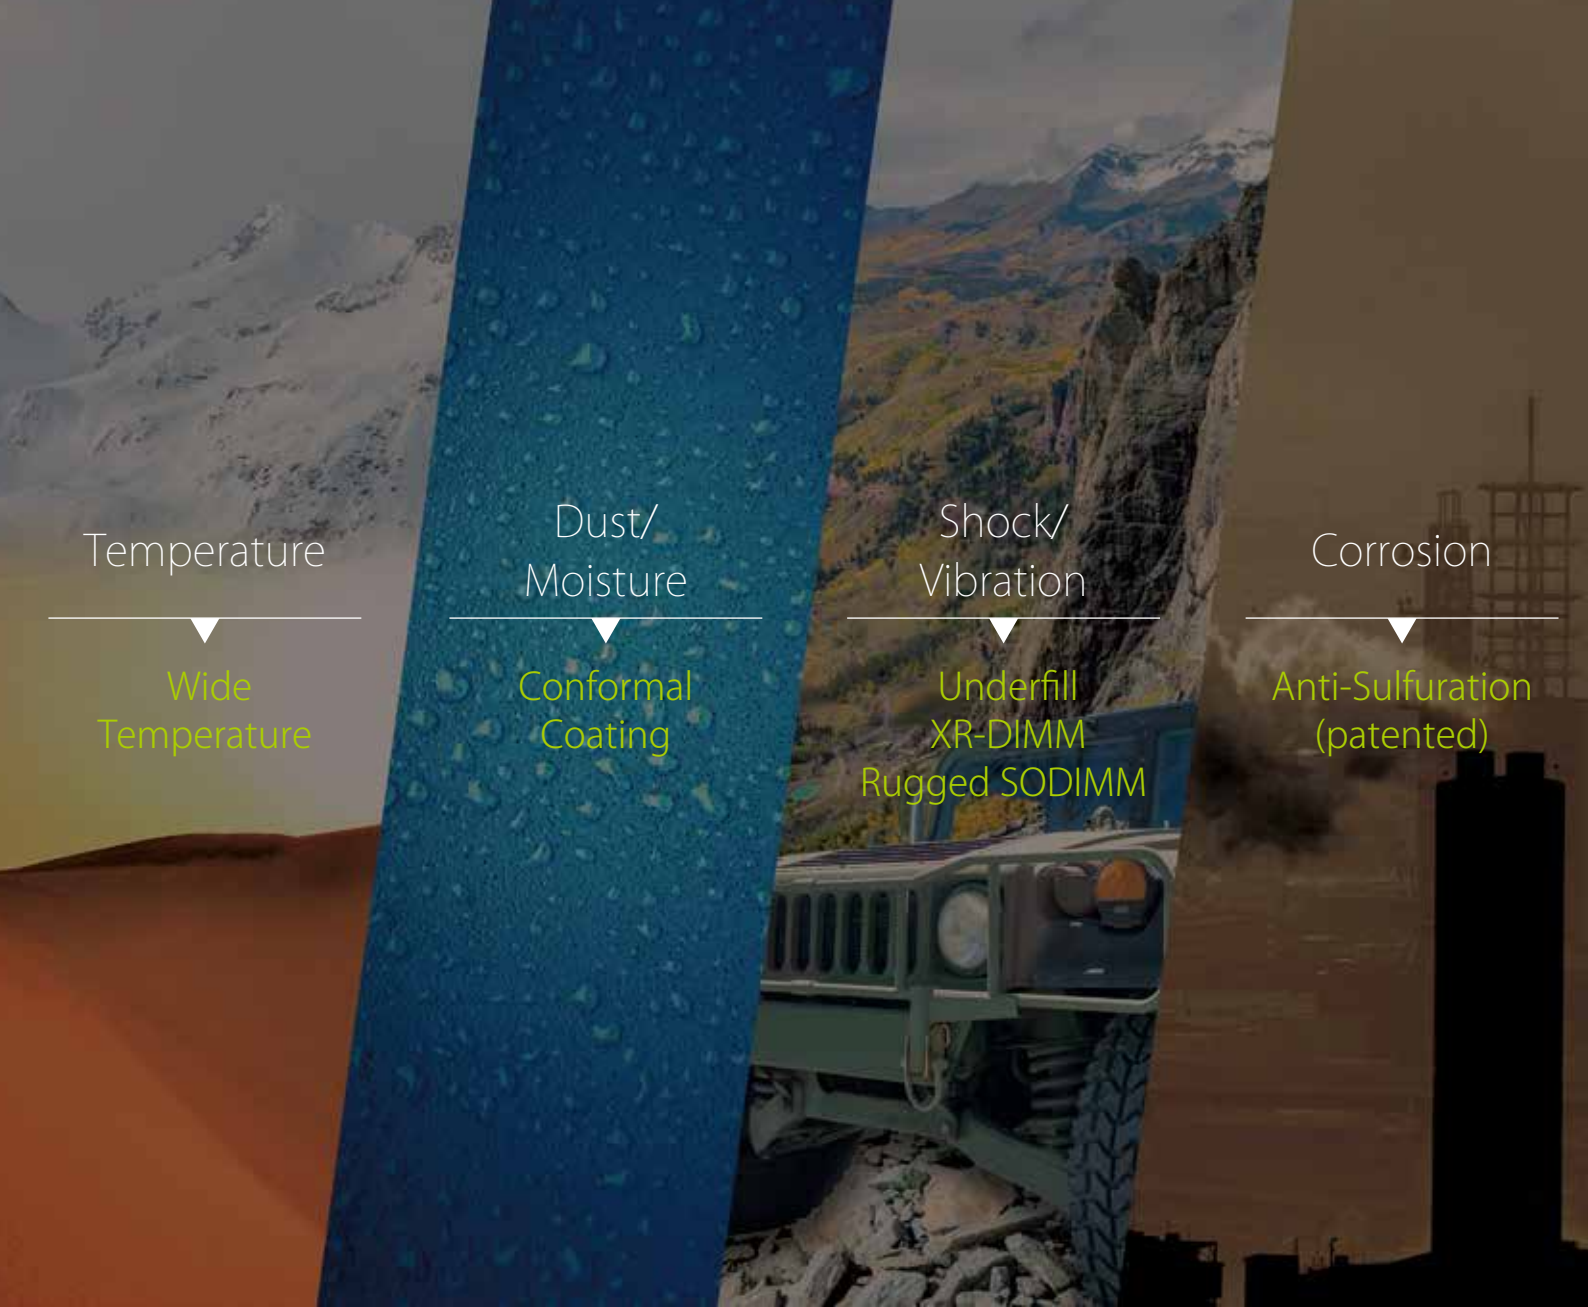 Temperature
Wide
Temperature
Dust/
Moisture
Conformal
Coating
Shock/
Vibration
Underfill
XR-DIMM
Rugged SODIMM
Corrosion
Anti-Sulfuration
(patented)